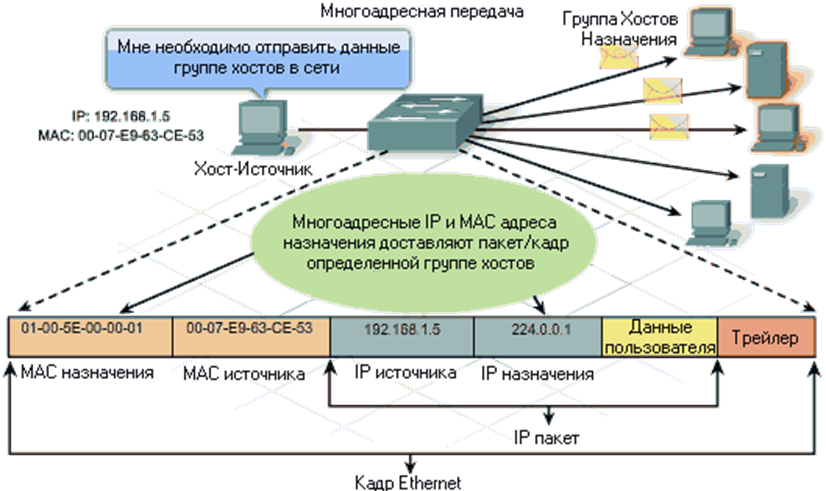 Многоадресная передача
Группа Хостов
Назначения
Мне необходимо отправить данные
группе хостов в сети
IP: 192.168.1.5
MAC: 00-07-E9-63-CE-53
Хост-Источник
Многоадресные IP и MAC адреса
назначения доставляют пакет/кадр
определенной группе хостов
01-00-5E-00-00-01
00-07-E9-63-CE-53
192.168.1.5
224.0.0.1
Данные
пользователя
Трейлер
MAC назначения
MAC источника
IP источника
IP назначения
IP пакет
Кадр Ethernet